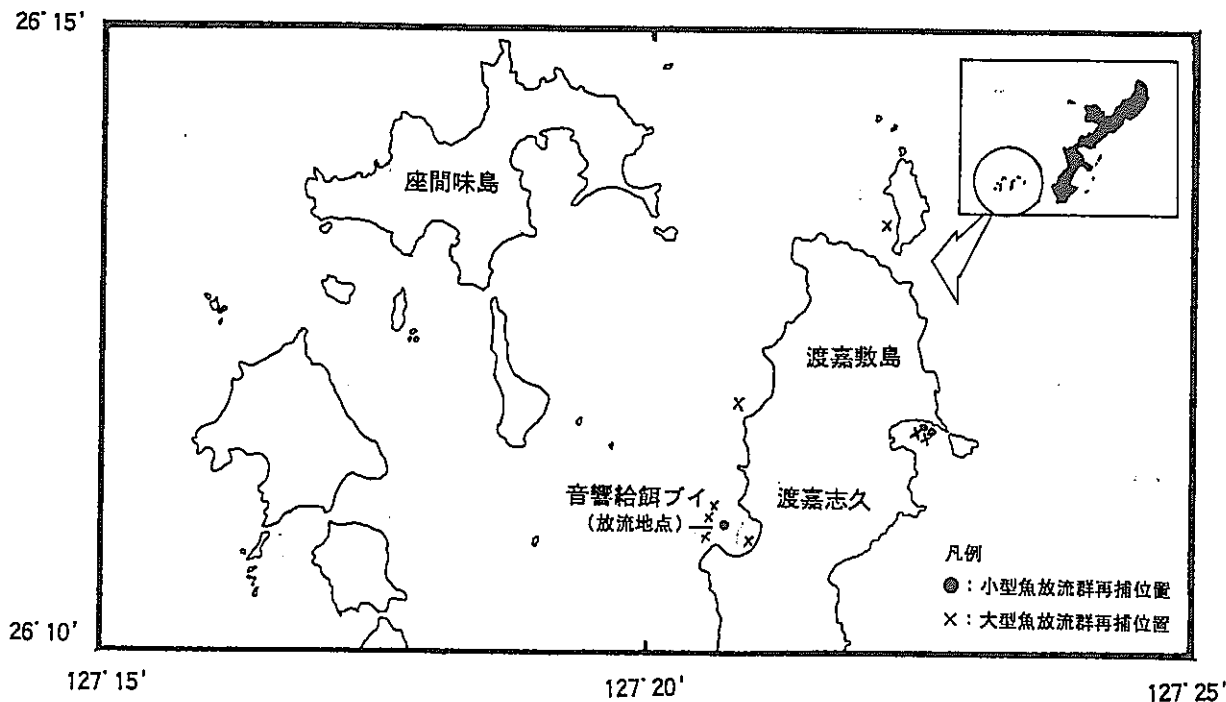 26°15'
座間味島
渡嘉敷島
音響給餌ブイ
(放流地点)
渡嘉志久
凡例
●：小型魚放流群再捕位置
×：大型魚放流群再捕位置
26°10'
127°15'
127°20'
127°25'